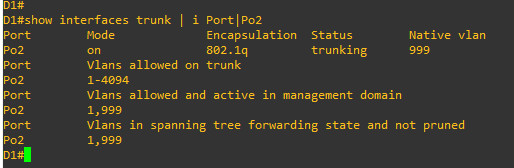 D1#
D1#show interfaces trunk | i Port|Po2
Port Mode Encapsulation Status Native vlan
Po2 on 802.1q trunking 999
Port Vlans allowed on trunk
Po2 1-4094
Port Vlans allowed and active in management domain
Po2 1,999
Port Vlans in spanning tree forwarding state and not pruned
Po2 1,999
D1#